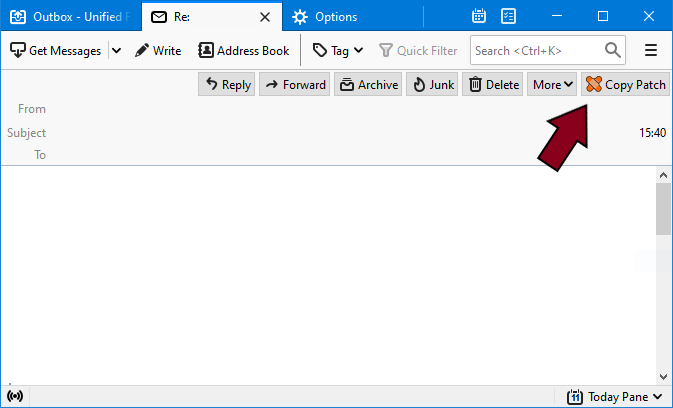 Outbox - Unified F
Re:
Options
Get Messages
Write
Address Book
Tag
Quick Filter
Search <Ctrl+K>
Reply
Forward
Archive
Junk
Delete
More
Copy Patch
From
Subject
15:40
To
11
Today Pane